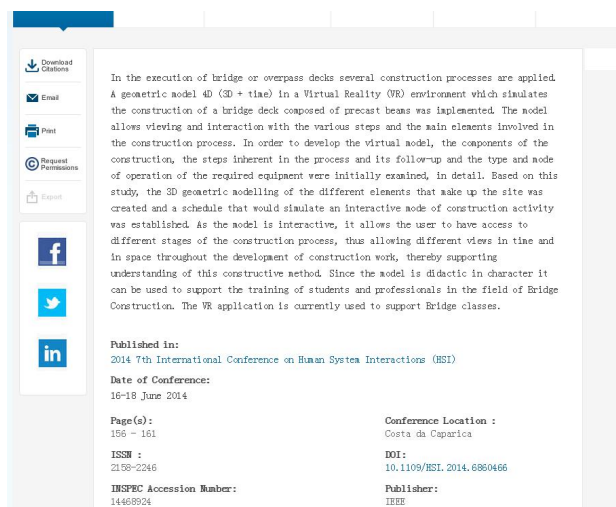 Download
Citations
Email
Print
Request
Permissions
Export
In the execution of bridge or overpass decks several construction processes are applied.
A geometric model 4D (3D + time) in a Virtual Reality (VR) environment which simulates
the construction of a bridge deck composed of precast beams was implemented. The model
allows viewing and interaction with the various steps and the main elements involved in
the construction process. In order to develop the virtual model, the components of the
construction, the steps inherent in the process and its follow-up and the type and mode
of operation of the required equipment were initially examined, in detail. Based on this
study, the 3D geometric modelling of the different elements that make up the site was
created and a schedule that would simulate an interactive mode of construction activity
was established. As the model is interactive, it allows the user to have access to
different stages of the construction process, thus allowing different views in time and
in space throughout the development of construction work, thereby supporting
understanding of this constructive method. Since the model is didactic in character it
can be used to support the training of students and professionals in the field of Bridge
Construction. The VR application is currently used to support Bridge classes.
Published in:
2014 7th International Conference on Human System Interactions (HSI)
Date of Conference:
16-18 June 2014
Page(s):
156 - 161
Conference Location :
Costa da Caparica
ISSN :
2158-2246
DOI:
10.1109/HSI.2014.6860466
INSPEC Accession Number:
14468924
Publisher:
IEEE